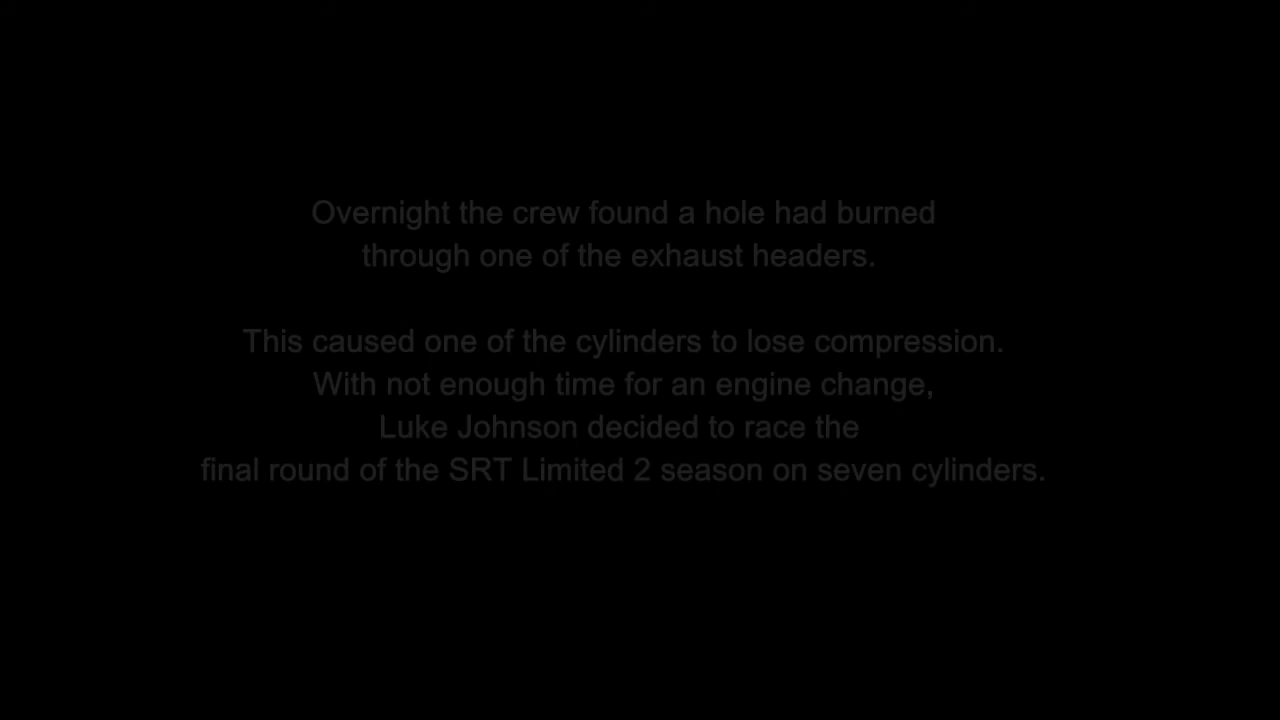 Overnight the crew found a hole had burned
through one of the exhaust headers.
This caused one of the cylinders to lose compression.
With not enough time for an engine change,
Luke Johnson decided to race the
final round of the SRT Limited 2 season on seven cylinders.